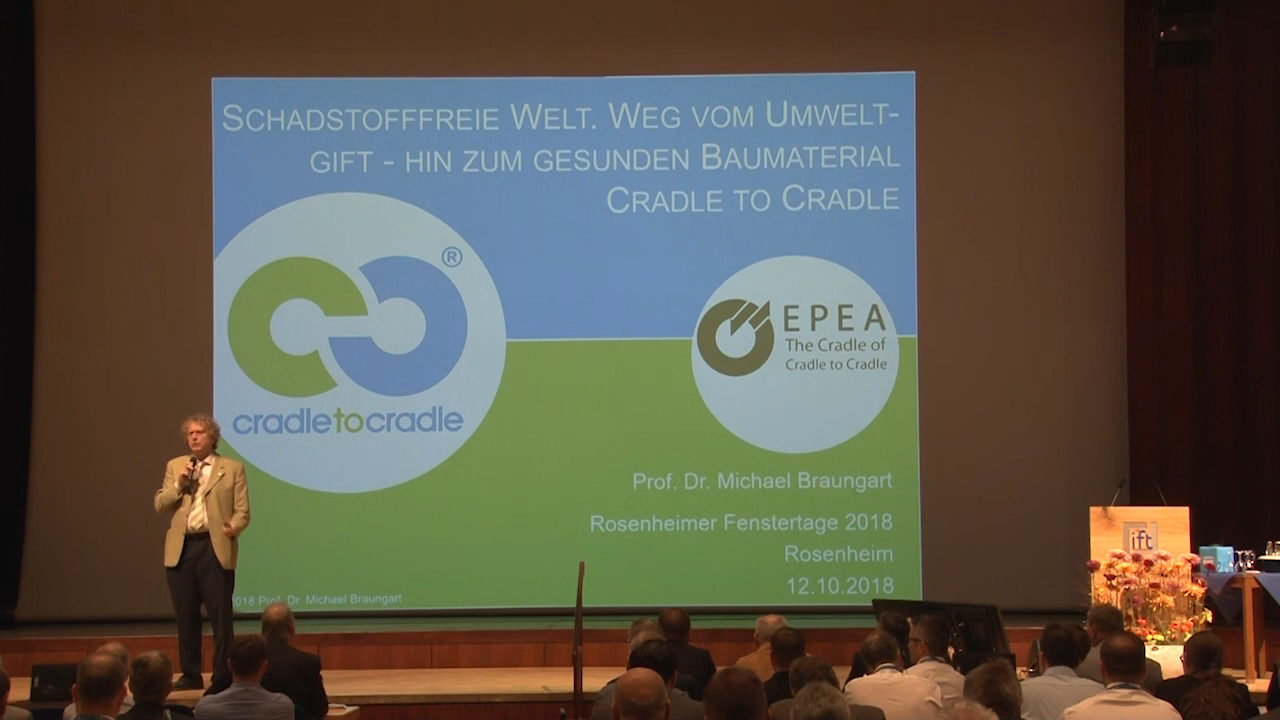 SCHADSTOFFFREIE WELT. WEG VOM UMWELT-
GIFT - HIN ZUM GESUNDEN BAUMATERIAL
CRADLE TO CRADLE
®
cradletocradle
EPEA
The Cradle of
Cradle to Cradle
Prof. Dr. Michael Braungart
Rosenheimer Fenstertage 2018
Rosenheim
12.10.2018
2018 Prof. Dr. Michael Braungart
ift